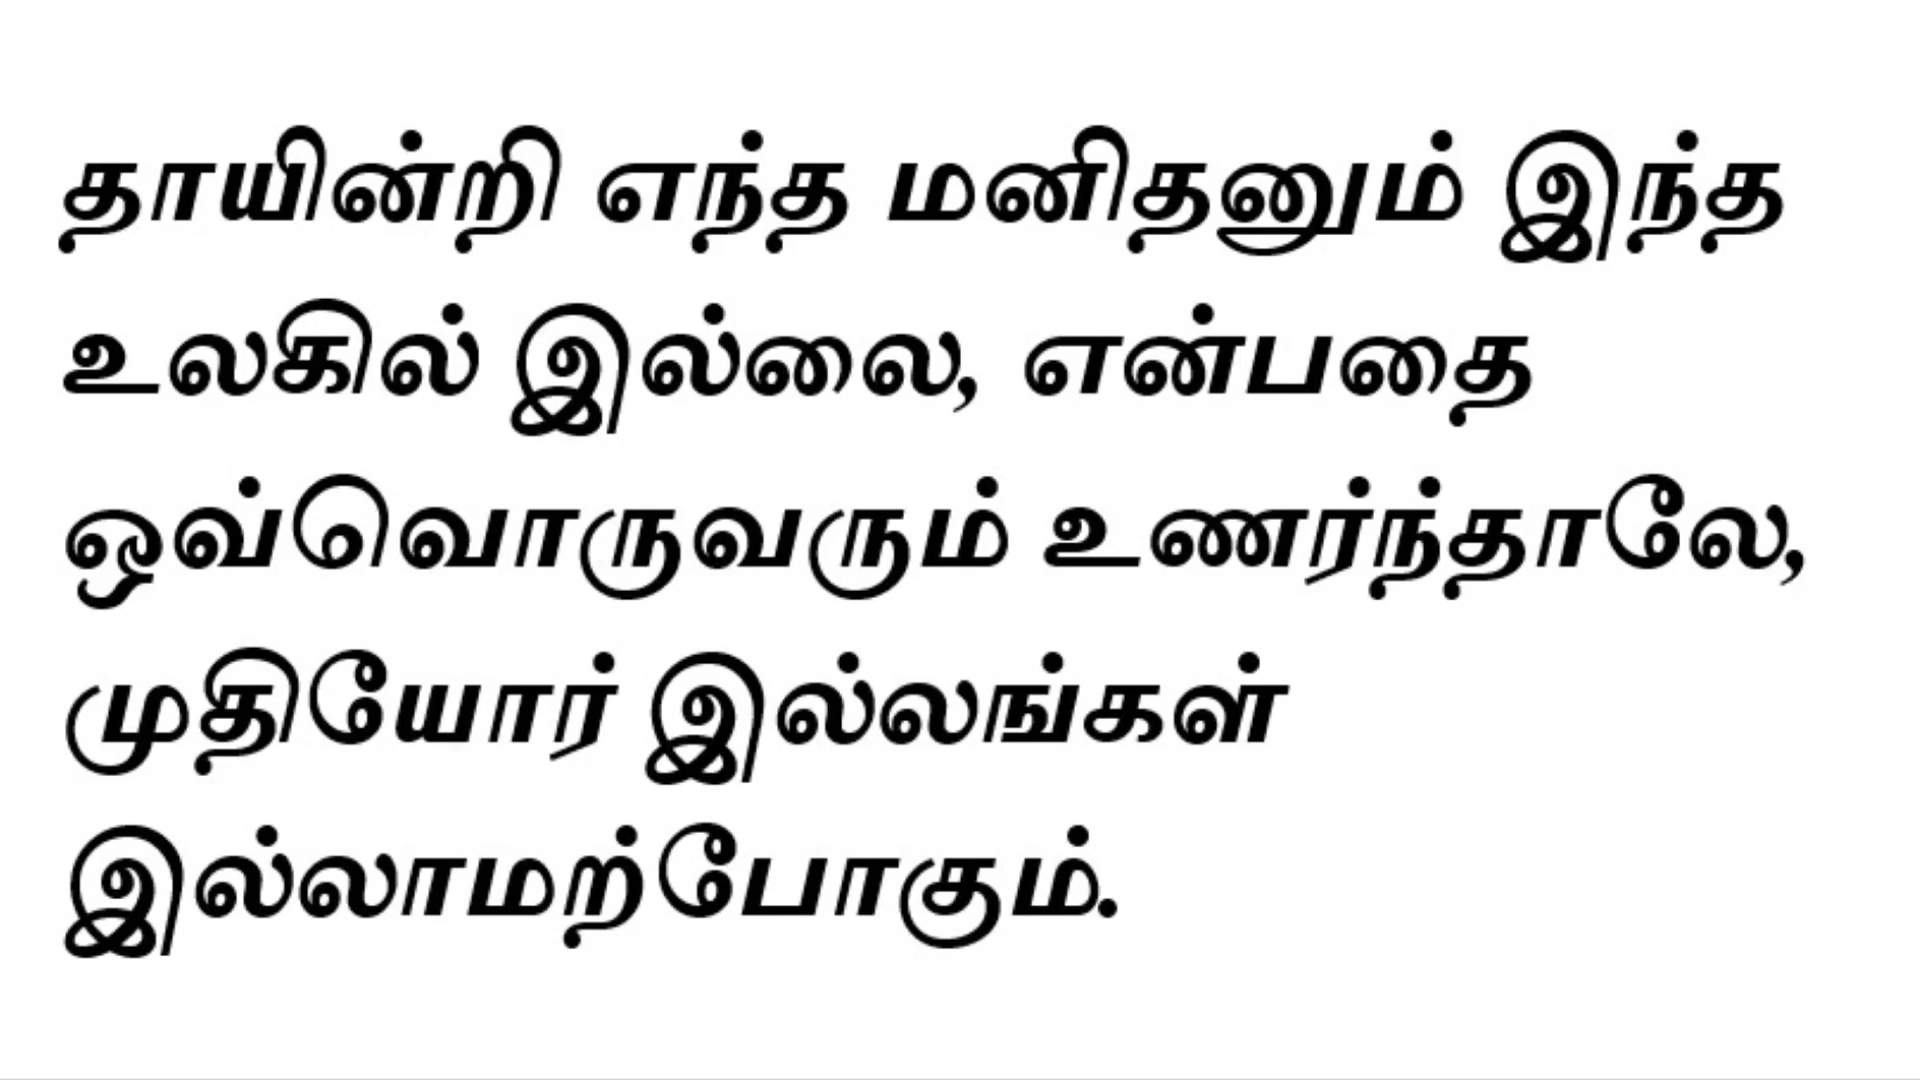 தாயின்றி எந்த மனிதனும் இந்த
உலகில் இல்லை, என்பதை
ஒவ்வொருவரும் உணர்ந்தாலே,
முதியோர் இல்லங்கள்
இல்லாமற்போகும்.